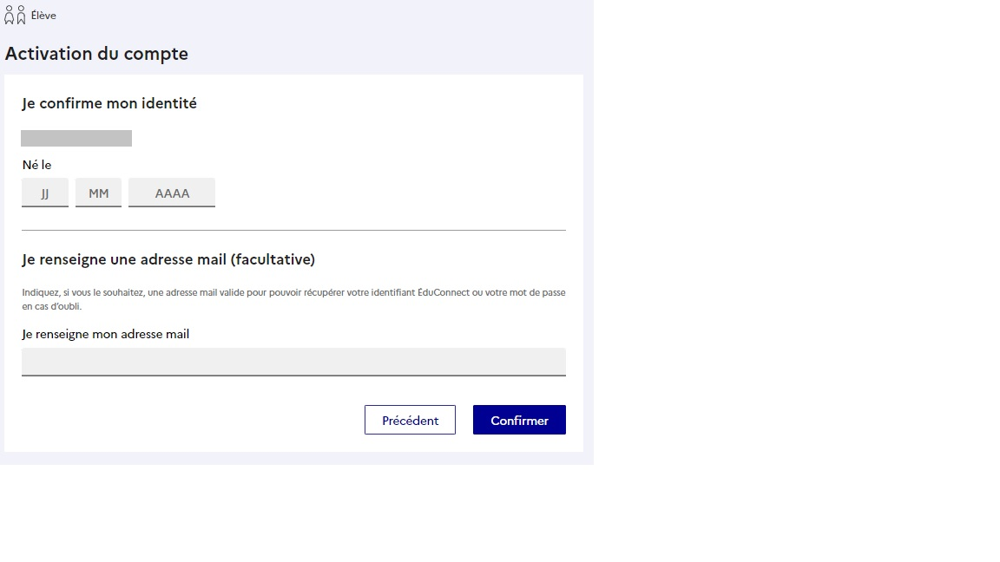 Élève
Activation du compte
Je confirme mon identité
Né le
JJ MM AAAA
Je renseigne une adresse mail (facultative)
Indiquez, si vous le souhaitez, une adresse mail valide pour pouvoir récupérer votre identifiant ÉduConnect ou votre mot de passe
en cas d'oubli.
Je renseigne mon adresse mail
Précédent Confirmer